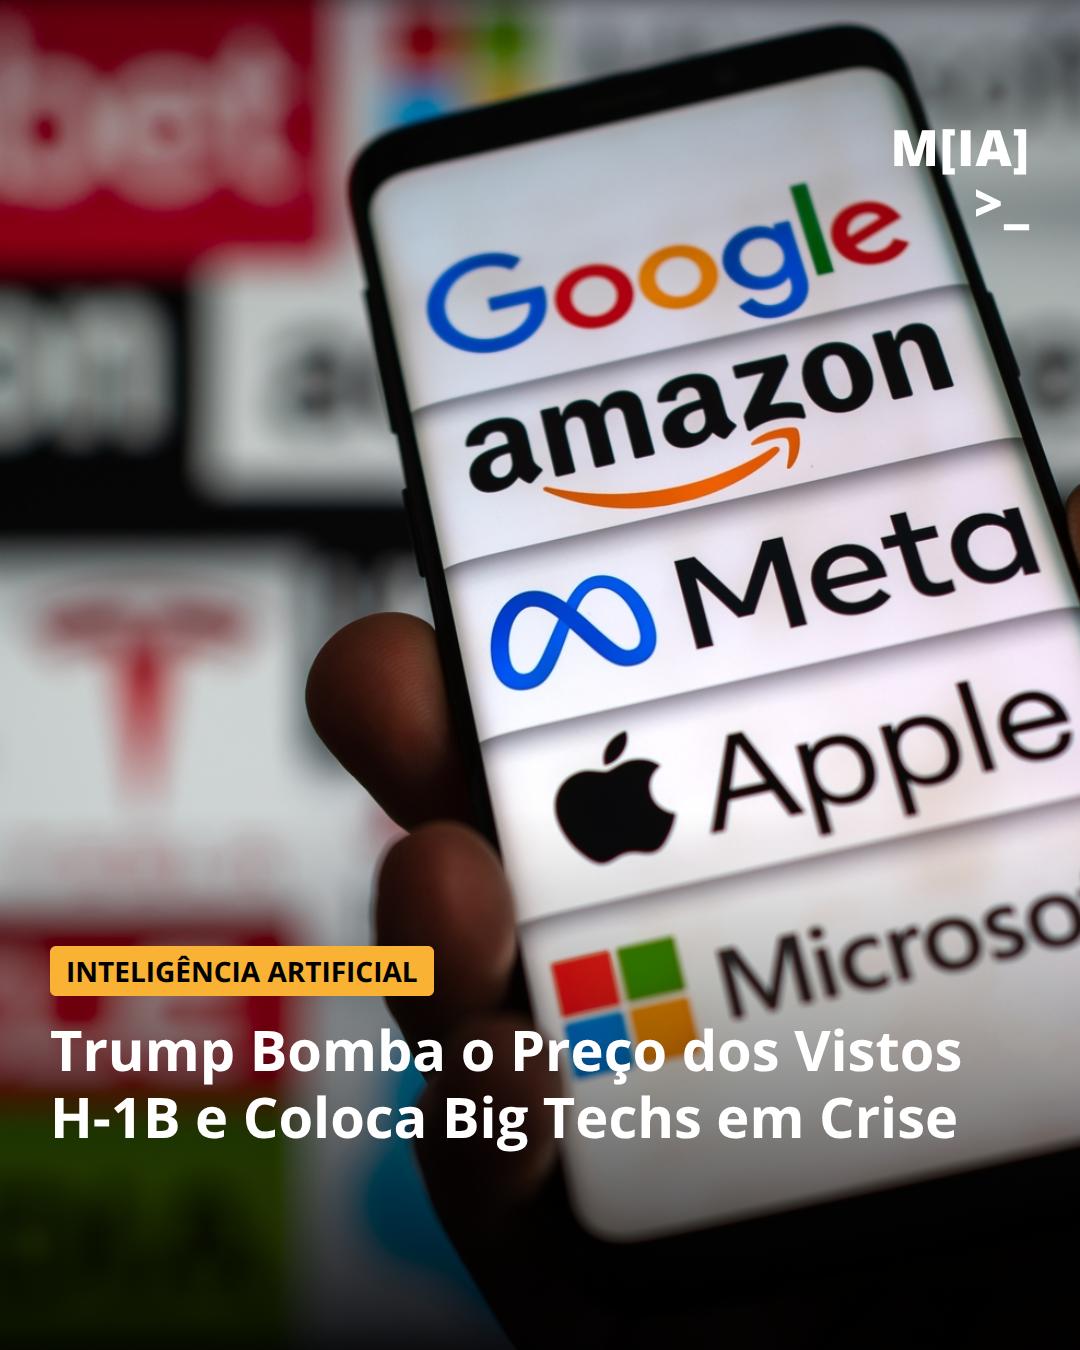 M[IA]
>_
Google
amazon
Meta
Apple
Microso
INTELIGÊNCIA ARTIFICIAL
Trump Bomba o Preço dos Vistos
H-1B e Coloca Big Techs em Crise